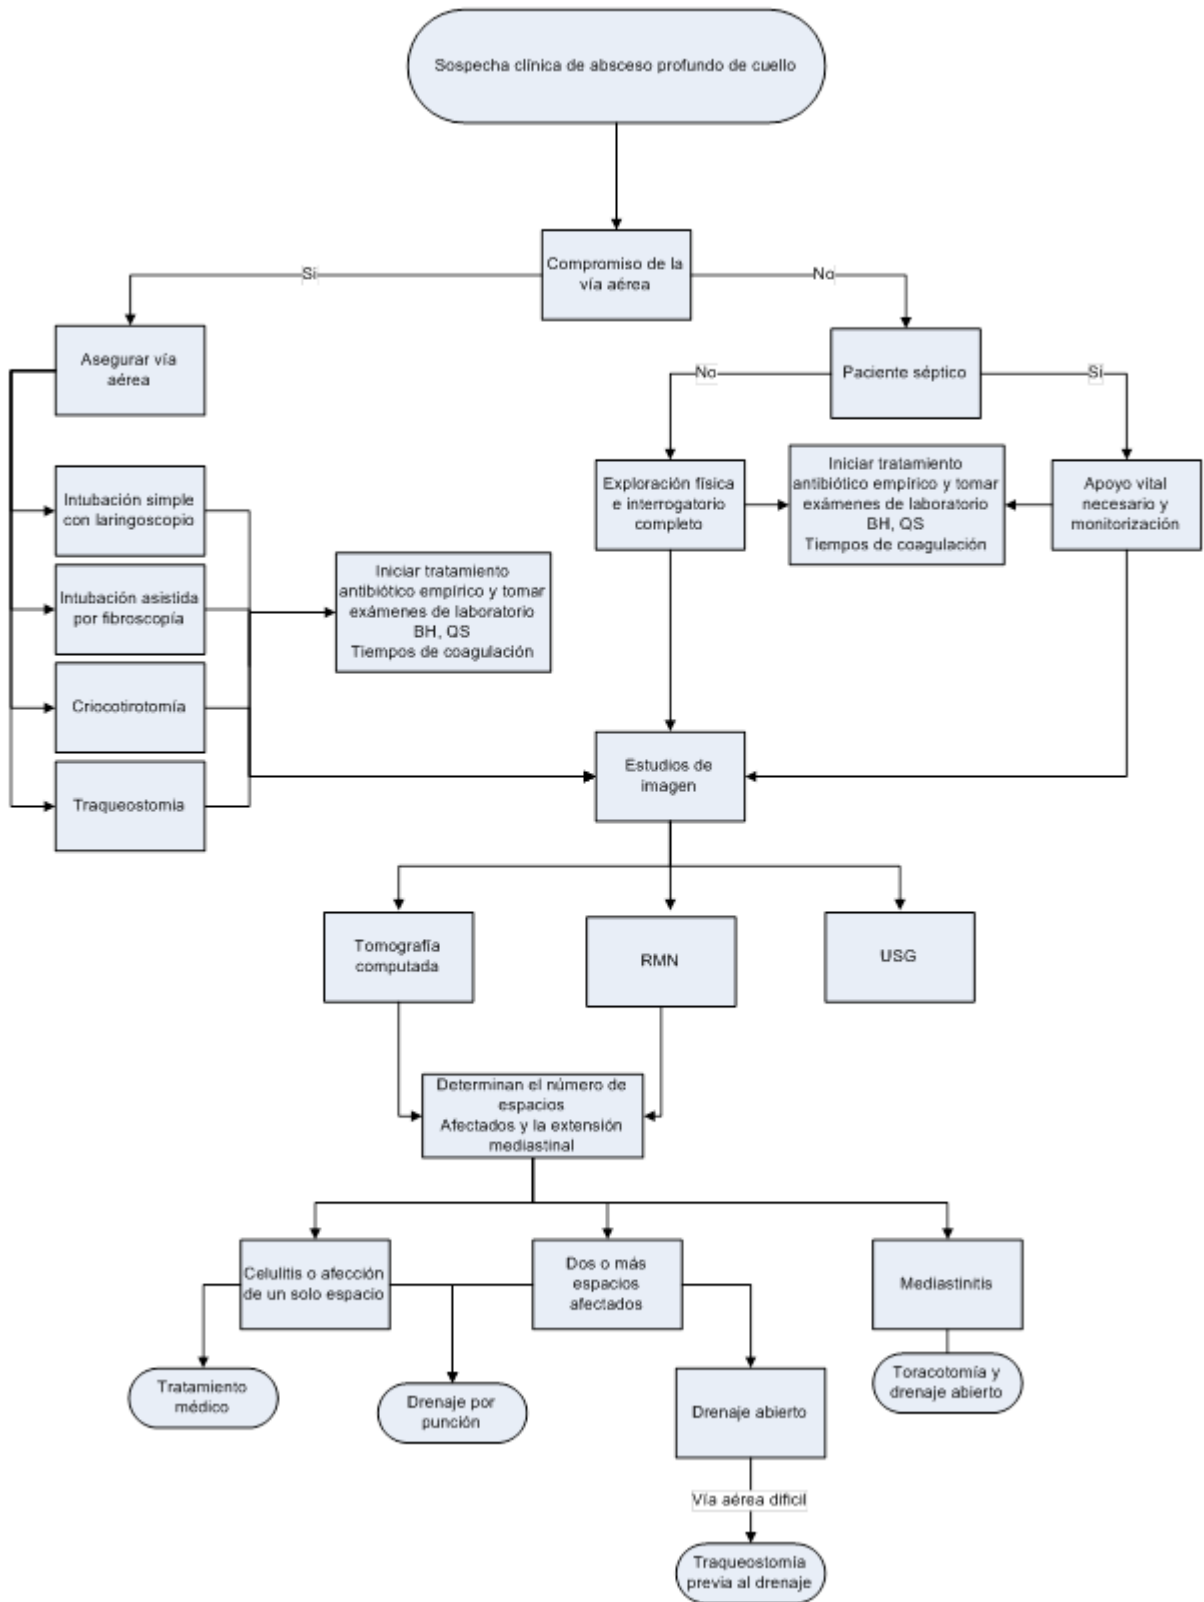 Sospecha clínica de absceso profundo de cuello
Compromiso de la
vía aérea
Si
No
Asegurar vía
aérea
Paciente séptico
No
Sí
Intubación simple
con laringoscopio
Exploración física
e interrogatorio
completo
Iniciar tratamiento
antibiótico empírico y tomar
exámenes de laboratorio
BH, QS
Tiempos de coagulación
Apoyo vital
necesario y
monitorización
Intubación asistida
por fibroscopía
Iniciar tratamiento
antibiótico empírico y tomar
exámenes de laboratorio
BH, QS
Tiempos de coagulación
Criocotirotomía
Traqueostomia
Estudios de
imagen
Tomografía
computada
RMN
USG
Determinan el número de
espacios
Afectados y la extensión
mediastinal
Celulitis o afección
de un solo espacio
Dos o más
espacios
afectados
Mediastinitis
Tratamiento
médico
Drenaje por
punción
Drenaje abierto
Toracotomía y
drenaje abierto
Vía aérea dificil
Traqueostomía
previa al drenaje